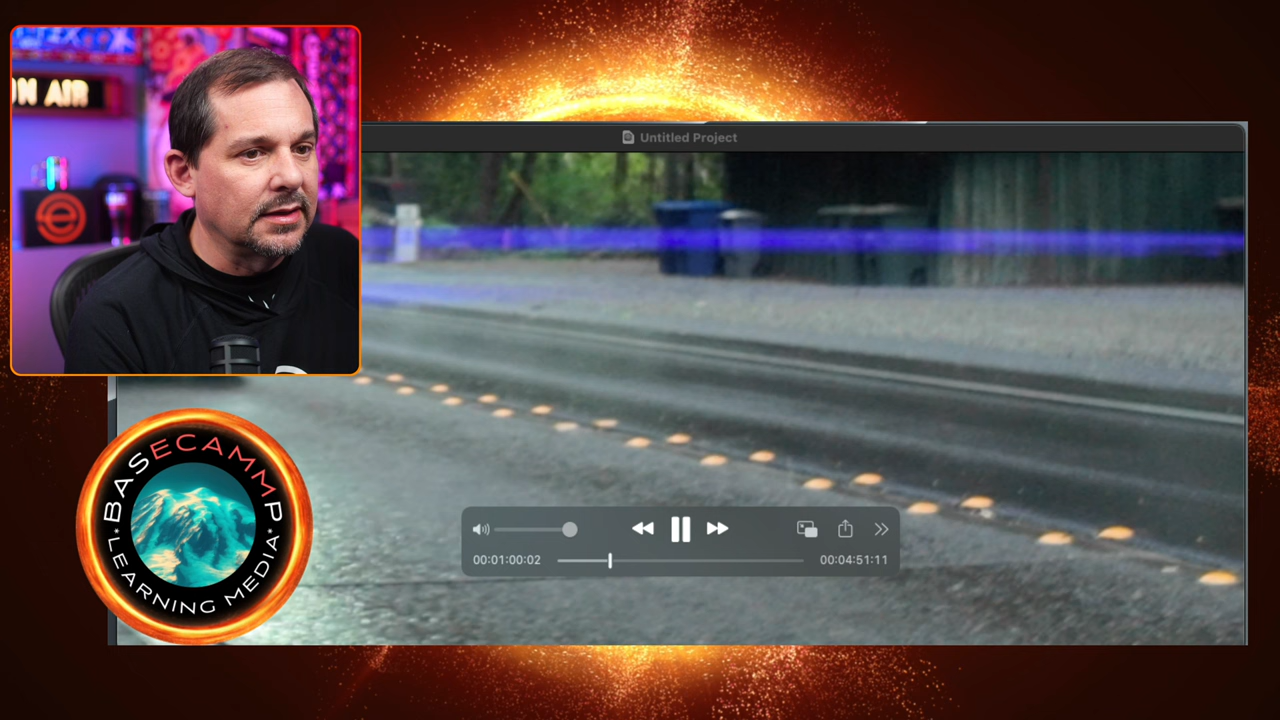 ON AIR
Untitled Project
00:01:00:02
00:04:51:11
BASECAMMP
LEARNING MEDIA